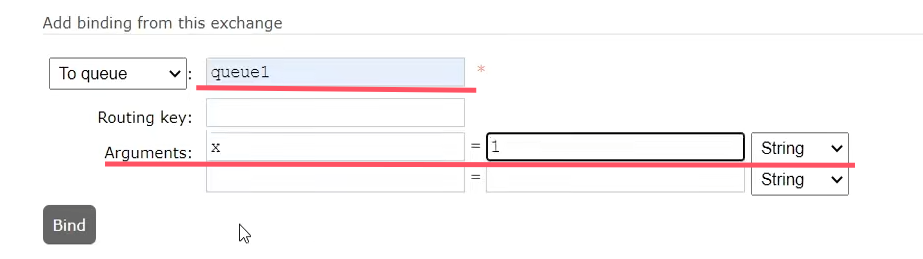 Add binding from this exchange
To queue : queue1 *
Routing key:
Arguments: x = 1 String
= String
Bind